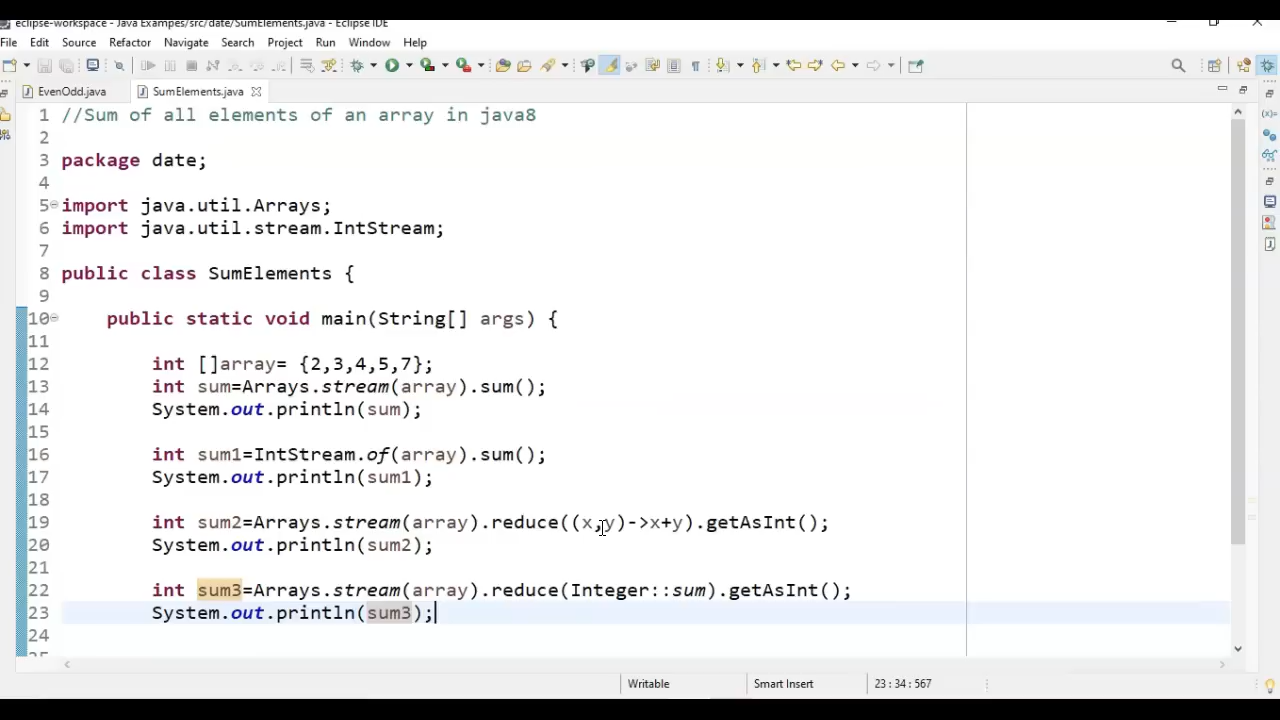 eclipse-workspace - Java Exampes/src/date/SumElements.java - Eclipse IDE
File Edit Source Refactor Navigate Search Project Run Window Help
EvenOdd.java SumElements.java
1 //Sum of all elements of an array in java8
2
3 package date;
4
5 import java.util.Arrays;
6 import java.util.stream.IntStream;
7
8 public class SumElements {
9
10 public static void main(String[] args) {
11
12 int []array= {2,3,4,5,7};
13 int sum=Arrays.stream(array).sum();
14 System.out.println(sum);
15
16 int sum1=IntStream.of(array).sum();
17 System.out.println(sum1);
18
19 int sum2=Arrays.stream(array).reduce((x,y)->x+y).getAsInt();
20 System.out.println(sum2);
21
22 int sum3=Arrays.stream(array).reduce(Integer::sum).getAsInt();
23 System.out.println(sum3);
24
Writable Smart Insert 23 : 34 : 567